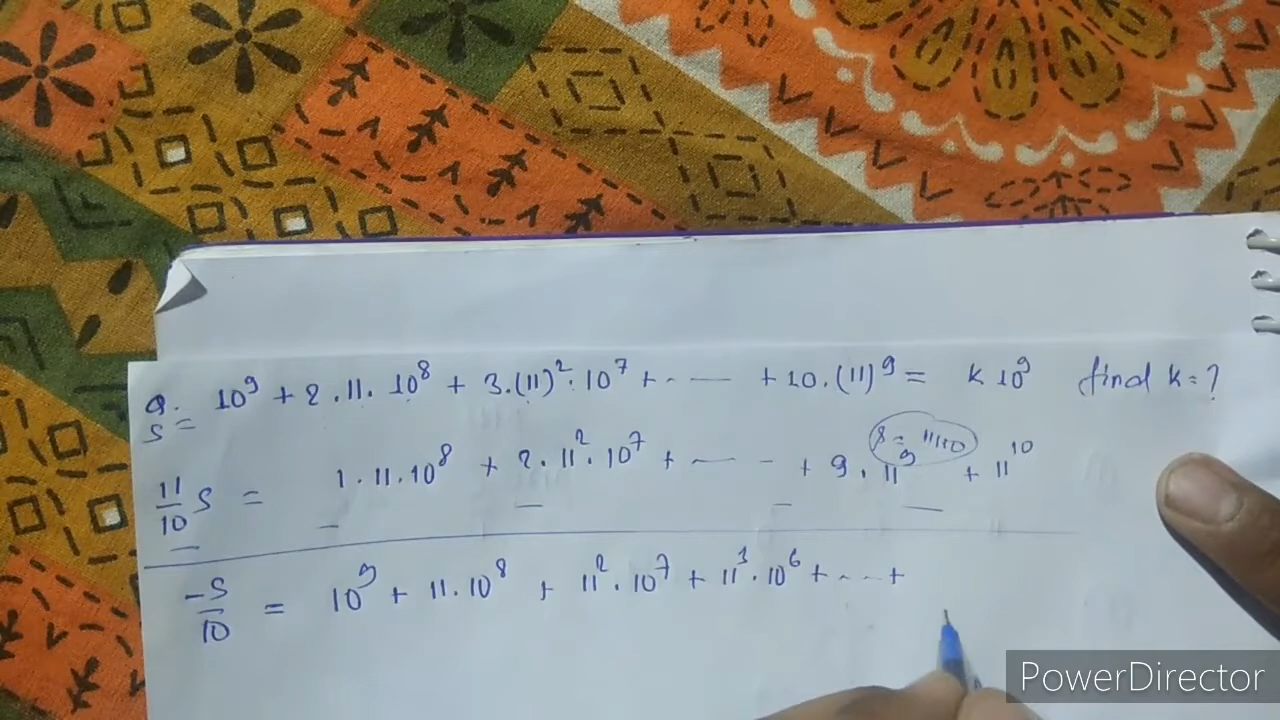 Q. 10⁹ + 2.11.10⁸ + 3.(11)².10⁷ + ---- + 10.(11)⁹ = K 10⁹ find K = ?
S =
11/10 S = 1.11.10⁸ + 2.11².10⁷ + --- - + 9.11⁹ + 11¹⁰
-S/10 = 10⁹ + 11.10⁸ + 11².10⁷ + 11³.10⁶ + --- +
PowerDirector